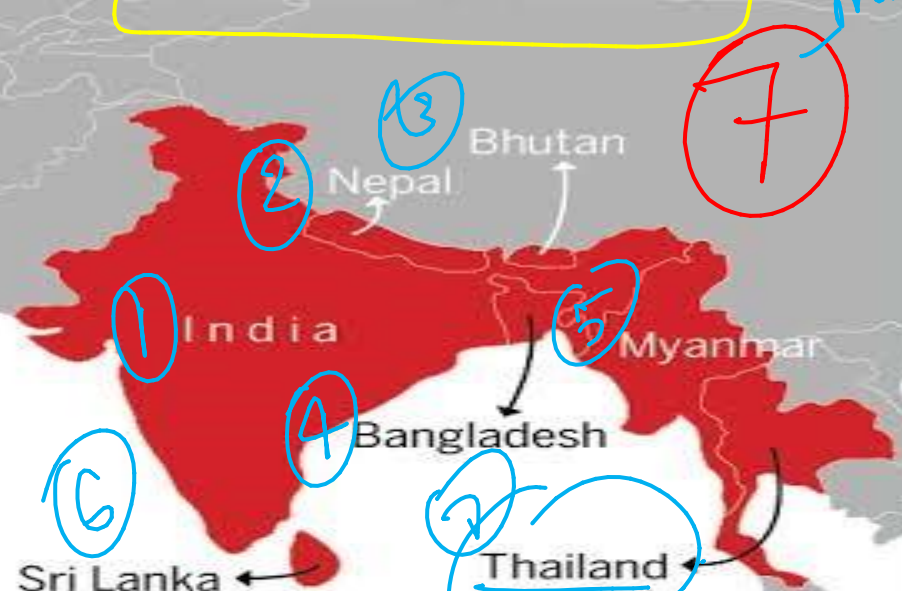 3
Bhutan
7
2
Nepal
1
India
5
Myanmar
4
Bangladesh
6
7
Thailand
Sri Lanka